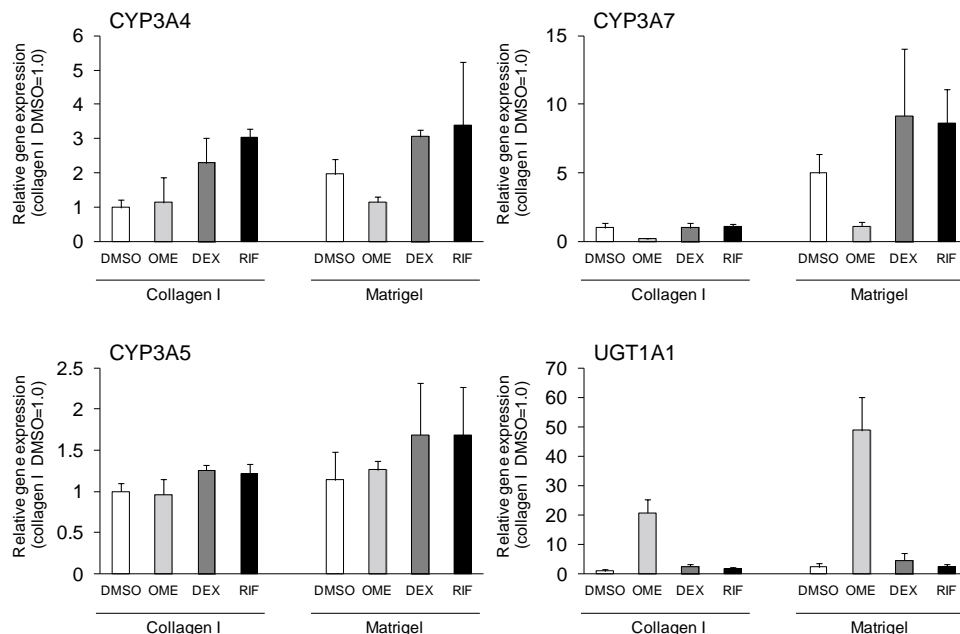 CYP3A4
Relative gene expression
(collagen I DMSO=1.0)
6
5
4
3
2
1
0
DMSO OME DEX RIF DMSO OME DEX RIF
Collagen I Matrigel
CYP3A7
Relative gene expression
(collagen I DMSO=1.0)
15
10
5
0
DMSO OME DEX RIF DMSO OME DEX RIF
Collagen I Matrigel
CYP3A5
Relative gene expression
(collagen I DMSO=1.0)
2.5
2
1.5
1
0.5
0
DMSO OME DEX RIF DMSO OME DEX RIF
Collagen I Matrigel
UGT1A1
Relative gene expression
(collagen I DMSO=1.0)
70
60
50
40
30
20
10
0
DMSO OME DEX RIF DMSO OME DEX RIF
Collagen I Matrigel